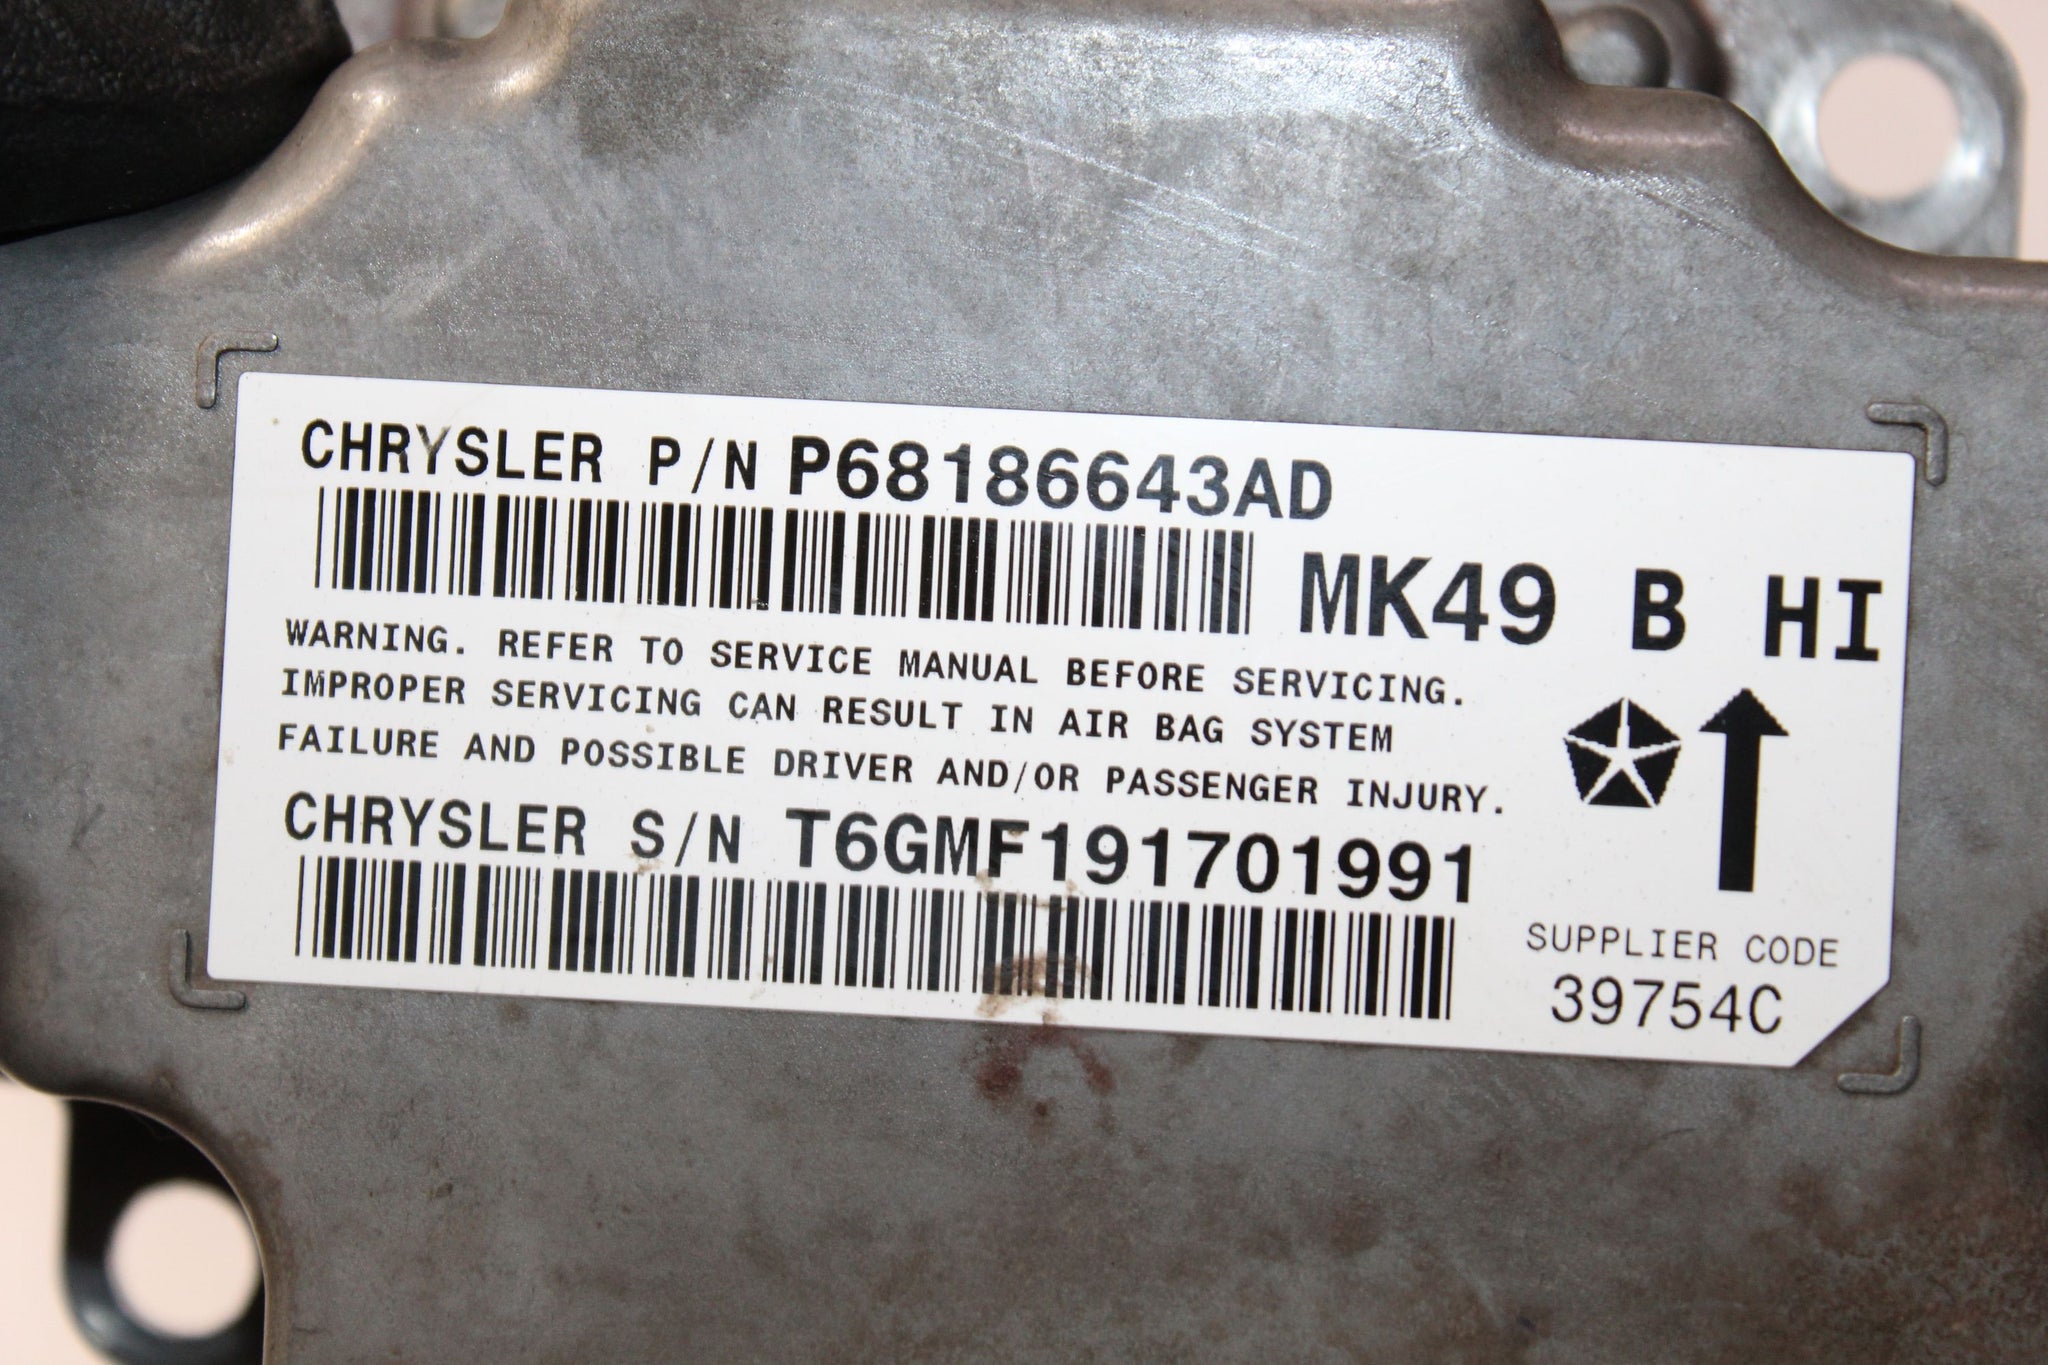 CHRYSLER P/N P68186643AD
MK49 B HI
WARNING. REFER TO SERVICE MANUAL BEFORE SERVICING.
IMPROPER SERVICING CAN RESULT IN AIR BAG SYSTEM
FAILURE AND POSSIBLE DRIVER AND/OR PASSENGER INJURY.
CHRYSLER S/N T6GMF191701991
SUPPLIER CODE
39754C